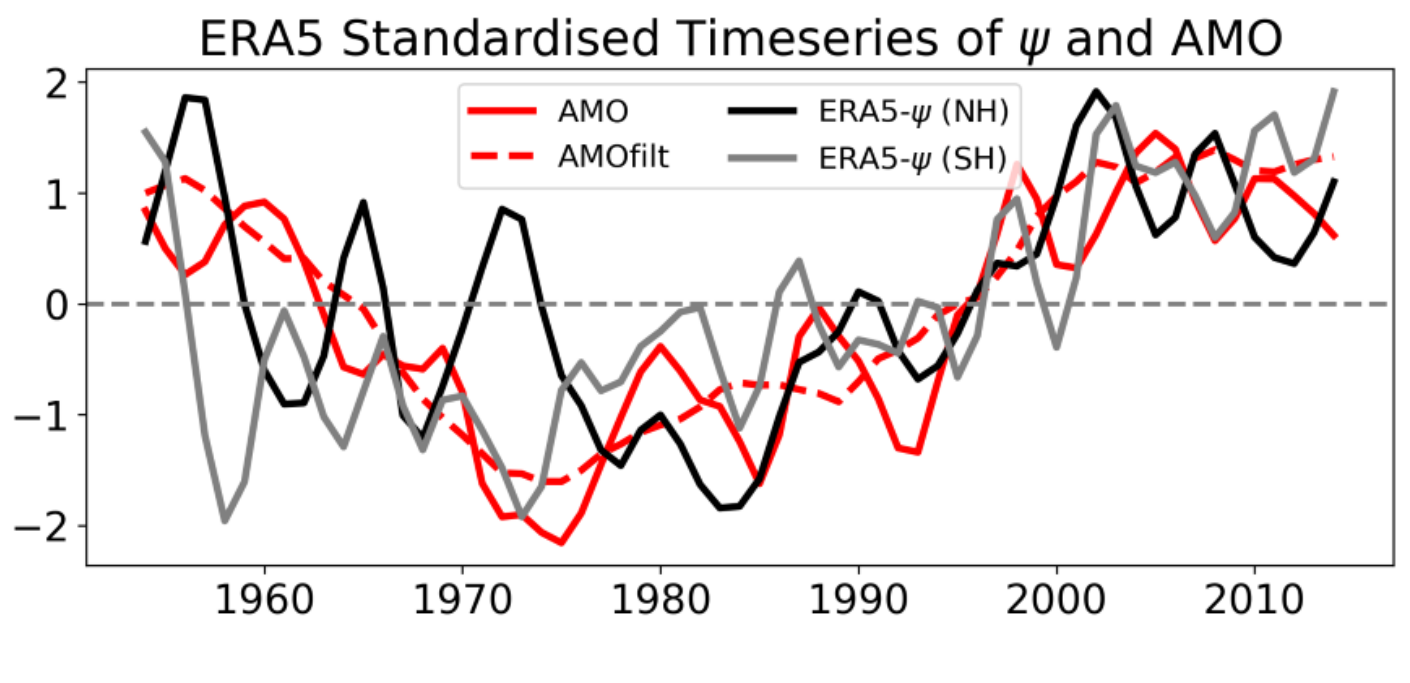 ERA5 Standardised Timeseries of ψ and AMO
2
1
0
−1
−2
AMO
AMOfilt
ERA5-ψ (NH)
ERA5-ψ (SH)
1960 1970 1980 1990 2000 2010